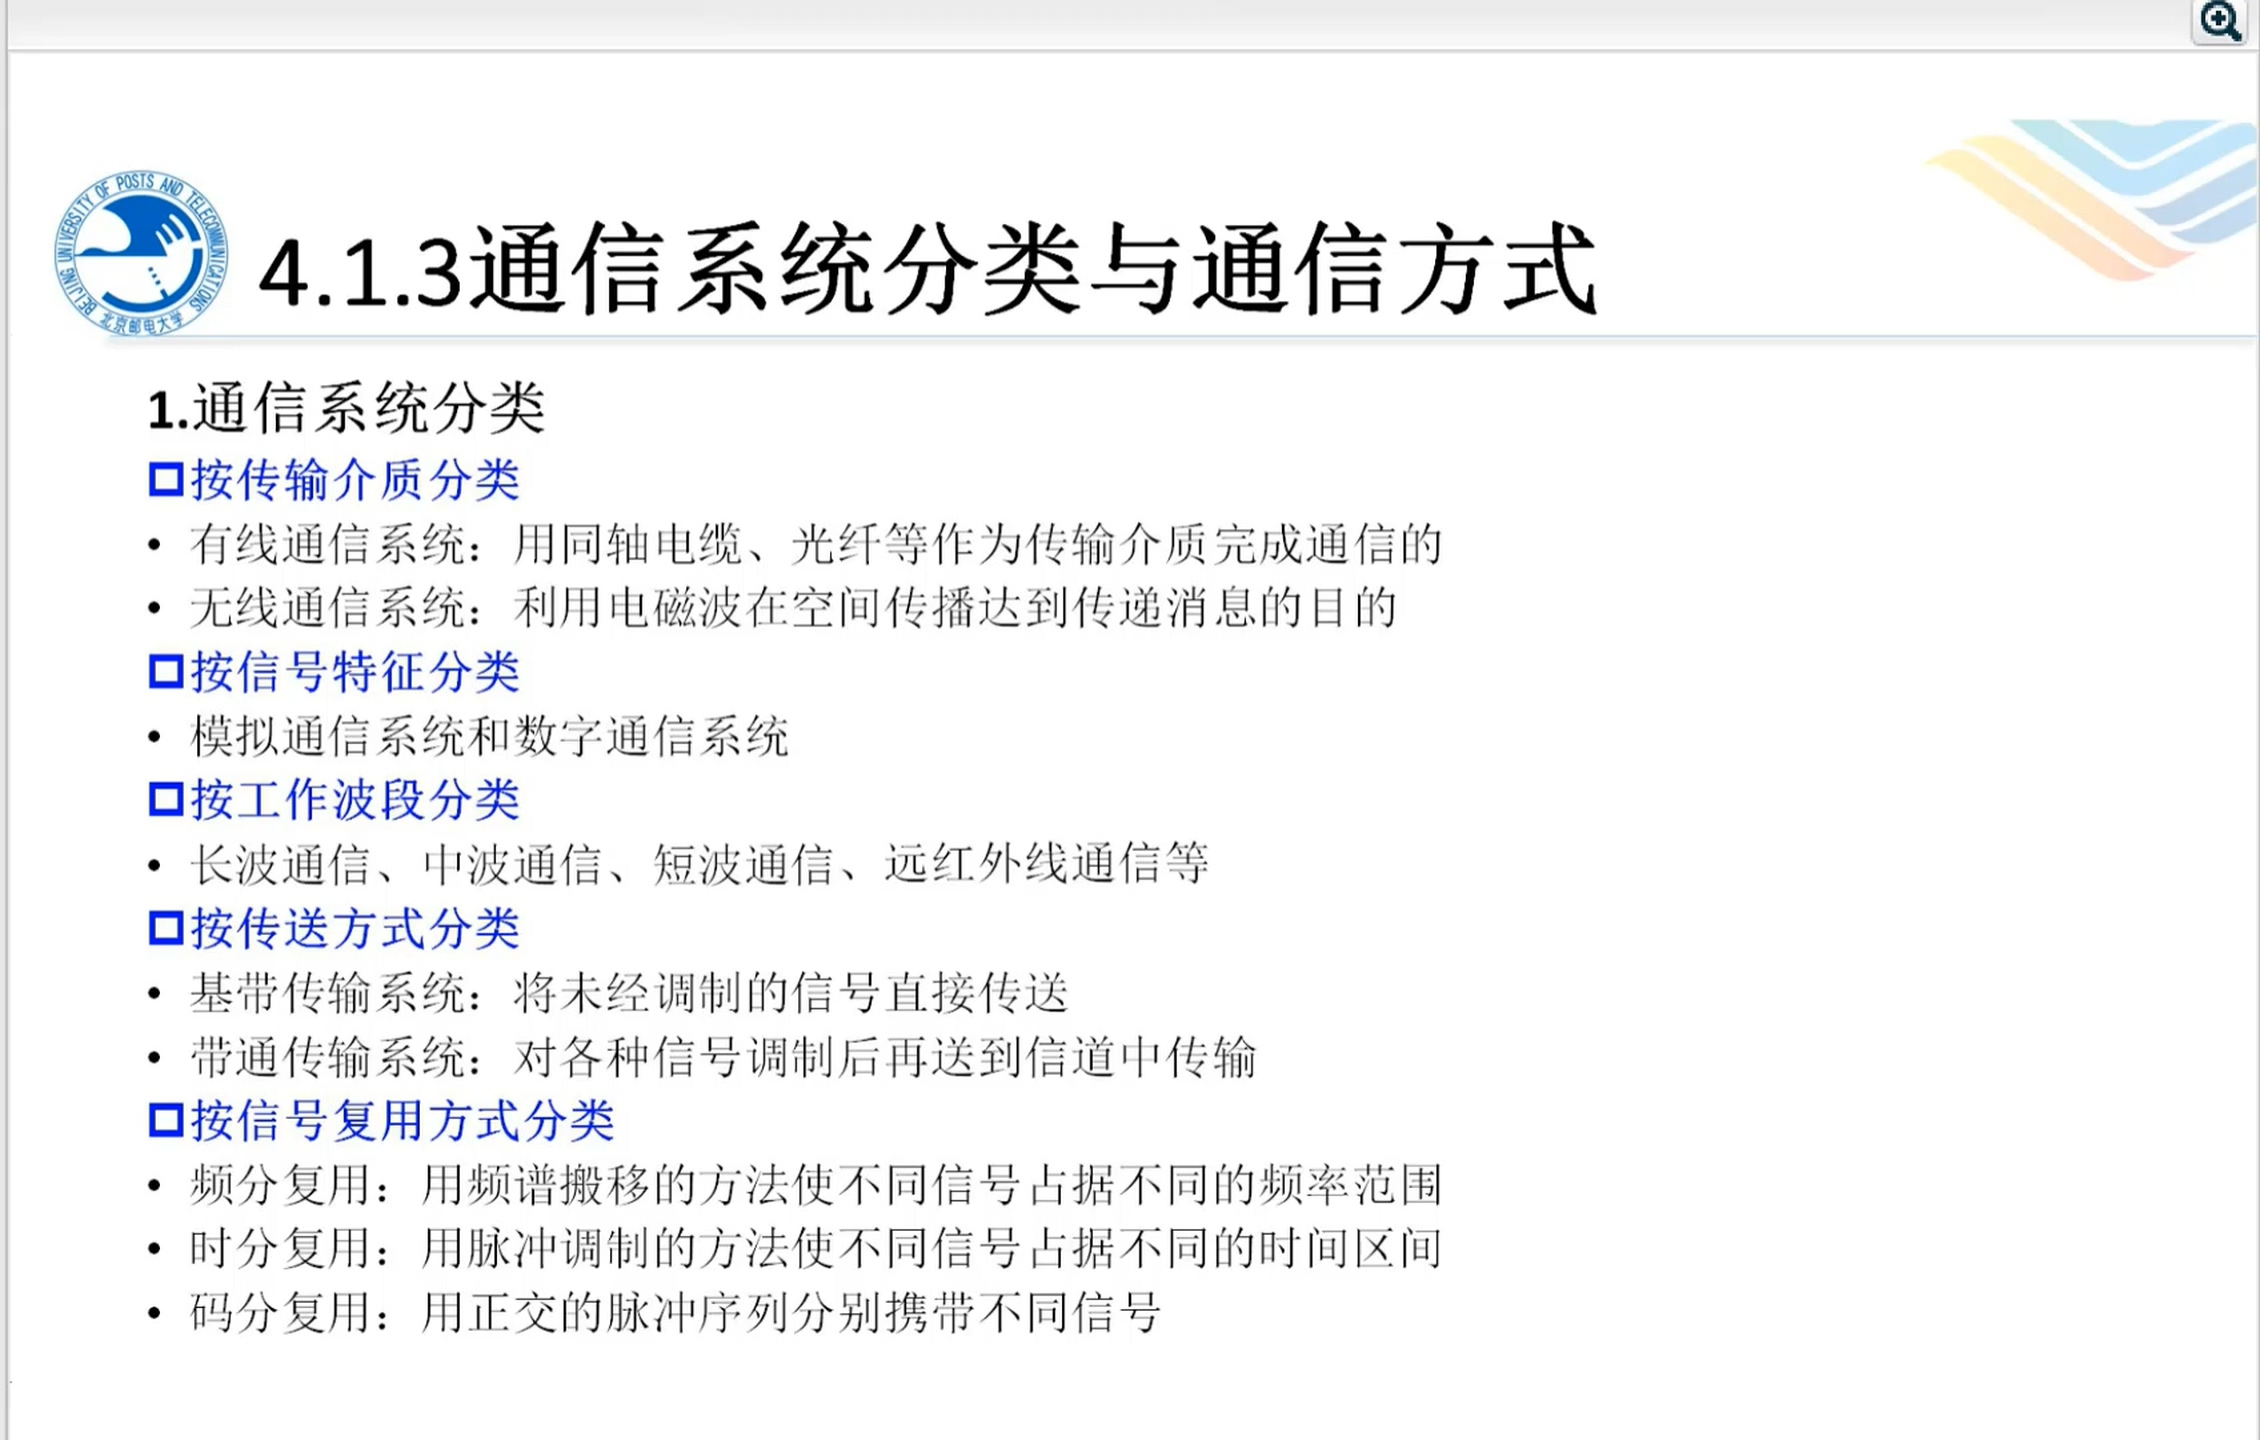 BEIJING UNIVERSITY OF POSTS AND TELECOMMUNICATIONS
北京邮电大学
4.1.3通信系统分类与通信方式
1.通信系统分类
按传输介质分类
• 有线通信系统：用同轴电缆、光纤等作为传输介质完成通信的
• 无线通信系统：利用电磁波在空间传播达到传递消息的目的
按信号特征分类
• 模拟通信系统和数字通信系统
按工作波段分类
• 长波通信、中波通信、短波通信、远红外线通信等
按传送方式分类
• 基带传输系统：将未经调制的信号直接传送
• 带通传输系统：对各种信号调制后再送到信道中传输
按信号复用方式分类
• 频分复用：用频谱搬移的方法使不同信号占据不同的频率范围
• 时分复用：用脉冲调制的方法使不同信号占据不同的时间区间
• 码分复用：用正交的脉冲序列分别携带不同信号